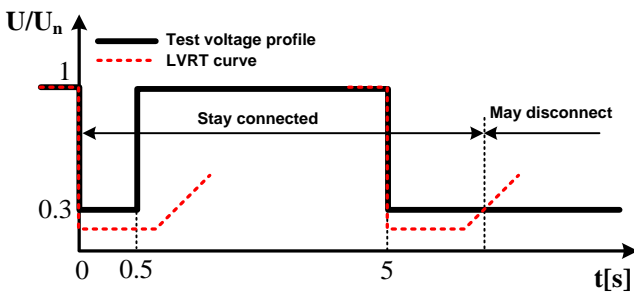 U/Un
Test voltage profile
LVRT curve
1
Stay connected
May disconnect
0.3
0
0.5
5
t[s]